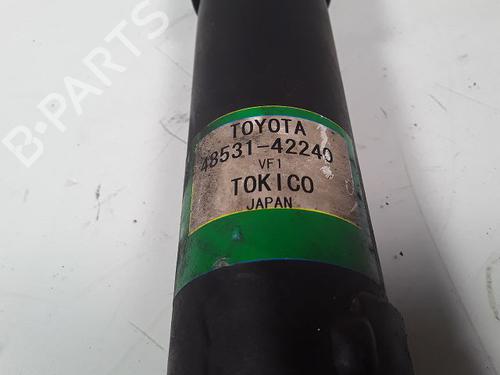 B-PARTS
TOYOTA
48531-42240
VF1
TOKICO
JAPAN